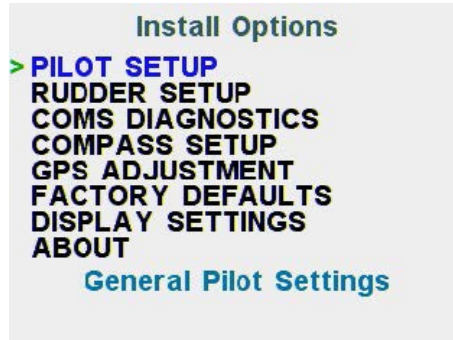 Install Options
> PILOT SETUP
RUDDER SETUP
COMS DIAGNOSTICS
COMPASS SETUP
GPS ADJUSTMENT
FACTORY DEFAULTS
DISPLAY SETTINGS
ABOUT
General Pilot Settings